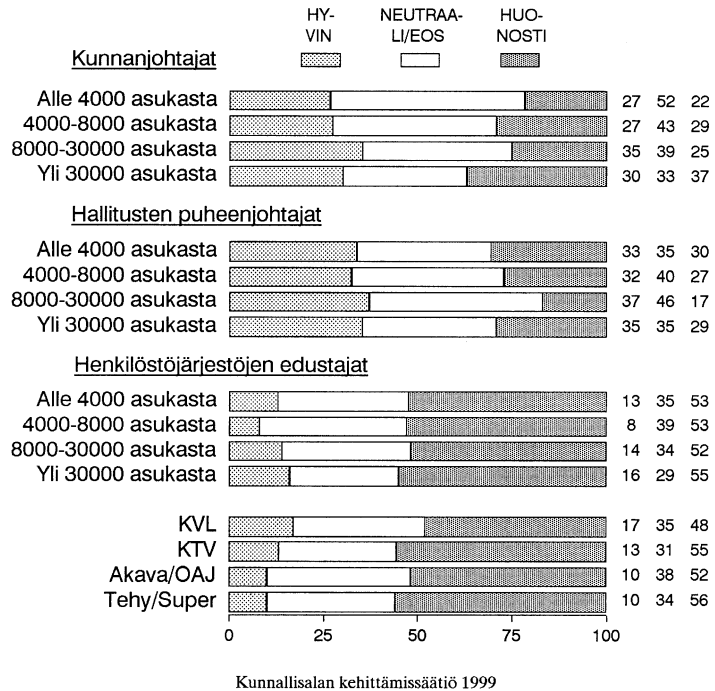 HY- NEUTRAA- HUO-
VIN LI/EOS NOSTI
Kunnanjohtajat
Alle 4000 asukasta 27 52 22
4000-8000 asukasta 27 43 29
8000-30000 asukasta 35 39 25
Yli 30000 asukasta 30 33 37
Hallitusten puheenjohtajat
Alle 4000 asukasta 33 35 30
4000-8000 asukasta 32 40 27
8000-30000 asukasta 37 46 17
Yli 30000 asukasta 35 35 29
Henkilöstöjärjestöjen edustajat
Alle 4000 asukasta 13 35 53
4000-8000 asukasta 8 39 53
8000-30000 asukasta 14 34 52
Yli 30000 asukasta 16 29 55
KVL 17 35 48
KTV 13 31 55
Akava/OAJ 10 38 52
Tehy/Super 10 34 56
0 25 50 75 100
Kunnallisalan kehittämissäätiö 1999